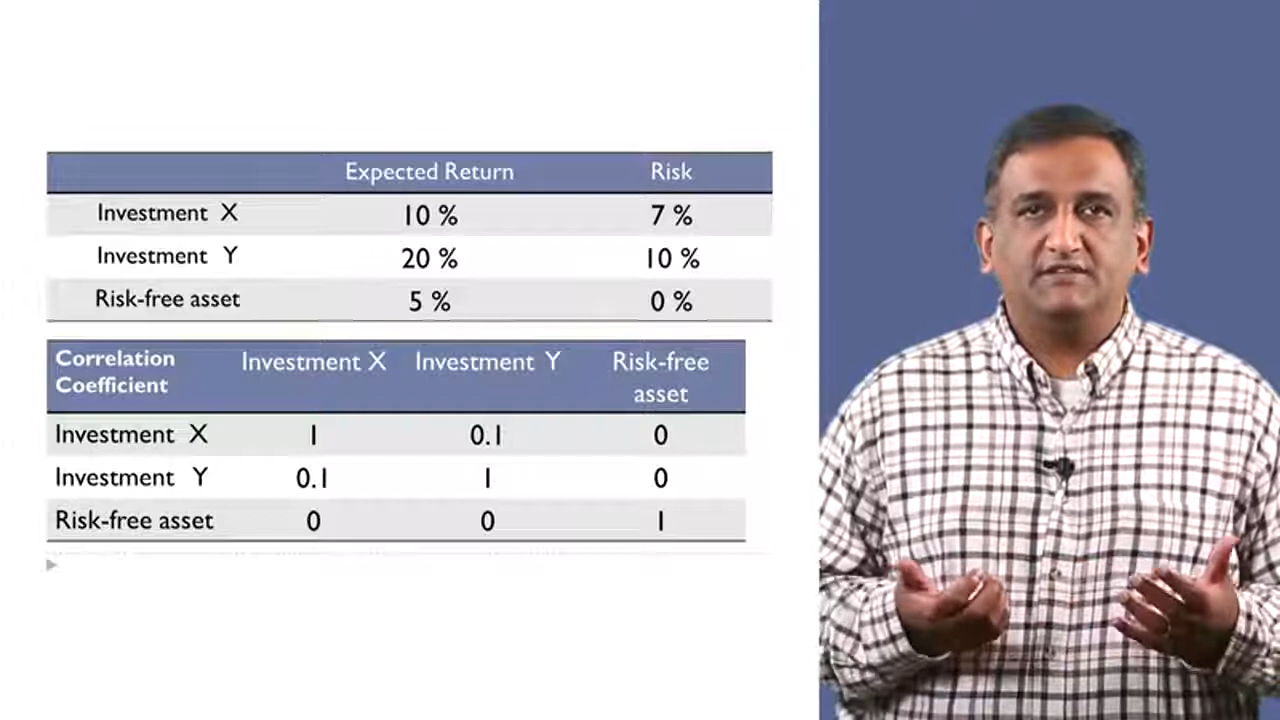 Expected Return Risk
Investment X 10 % 7 %
Investment Y 20 % 10 %
Risk-free asset 5 % 0 %
Correlation Coefficient Investment X Investment Y Risk-free asset
Investment X 1 0.1 0
Investment Y 0.1 1 0
Risk-free asset 0 0 1